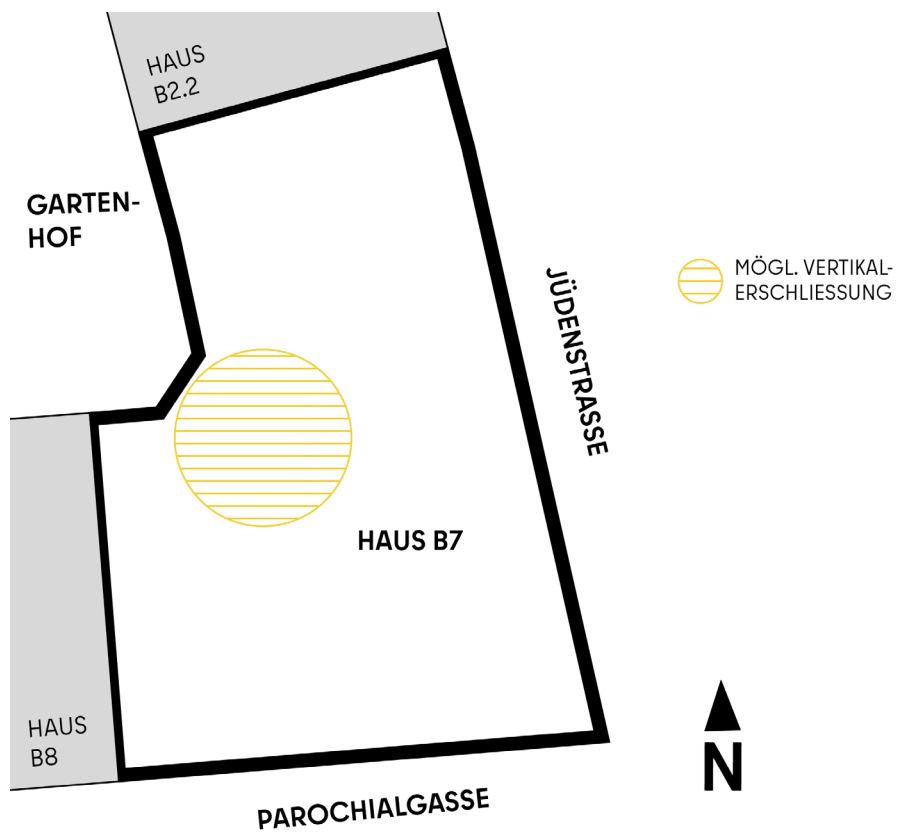 HAUS
B2.2
GARTEN-
HOF
JÜDENSTRASSE
MÖGL. VERTIKAL-
ERSCHLIESSUNG
HAUS B7
HAUS
B8
PAROCHIALGASSE
N